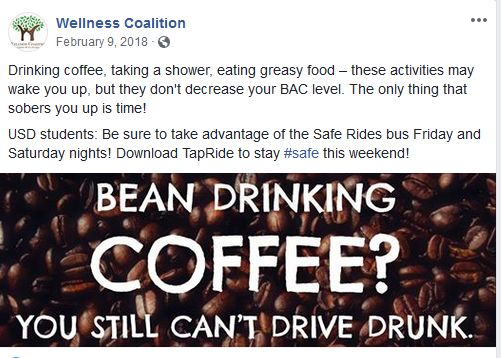 Wellness Coalition
February 9, 2018
Drinking coffee, taking a shower, eating greasy food – these activities may
wake you up, but they don't decrease your BAC level. The only thing that
sobers you up is time!
USD students: Be sure to take advantage of the Safe Rides bus Friday and
Saturday nights! Download TapRide to stay #safe this weekend!
BEAN DRINKING
COFFEE?
YOU STILL CAN'T DRIVE DRUNK.